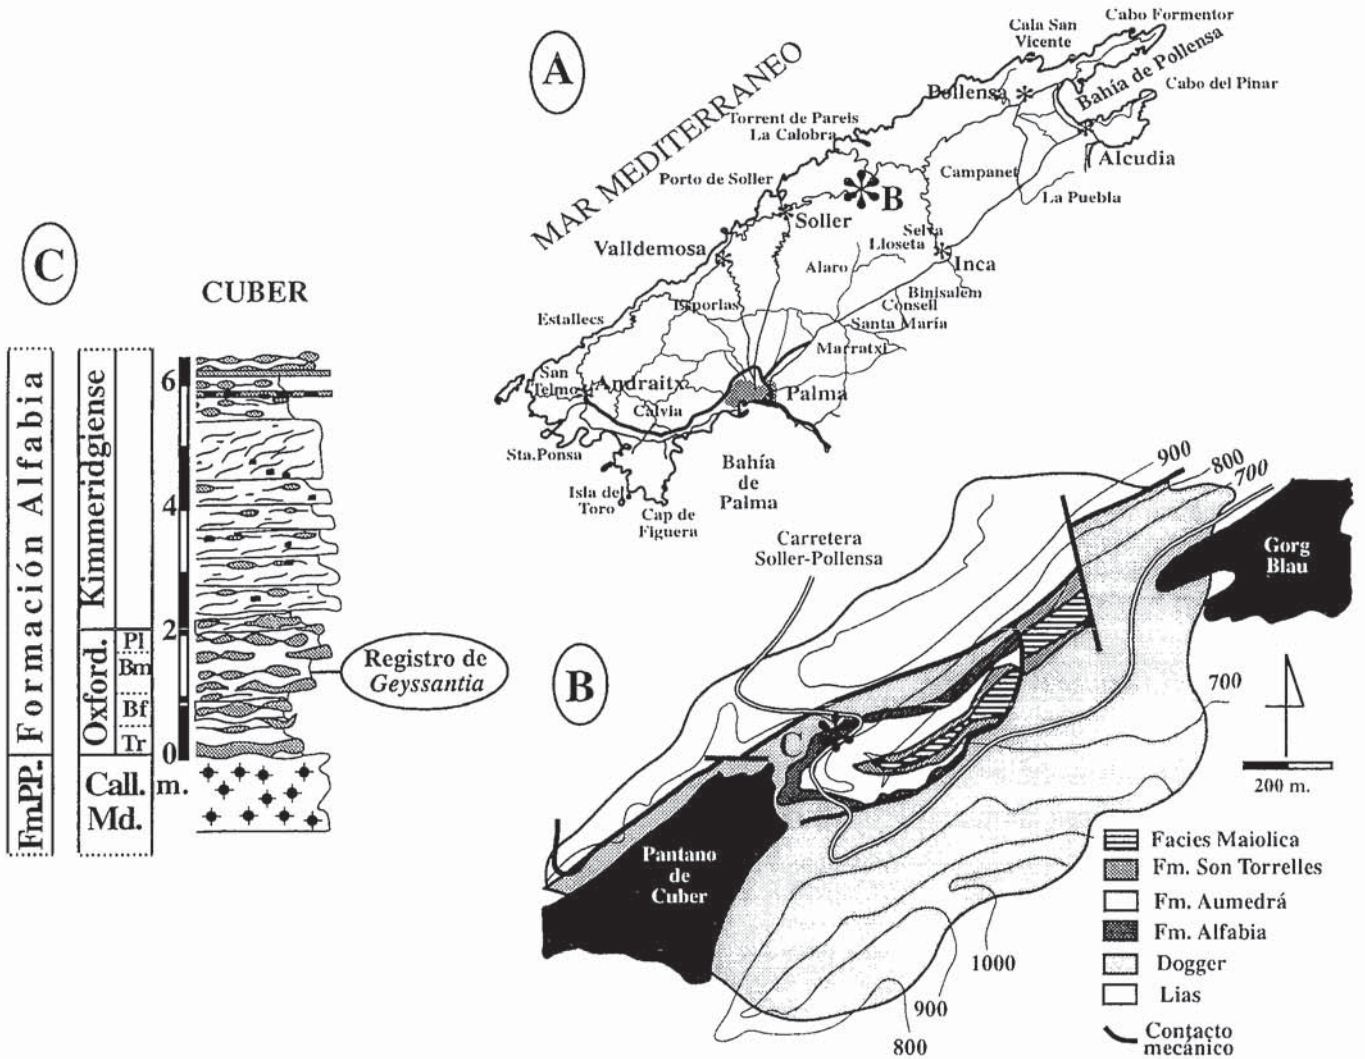 A
MAR MEDITERRANEO
Cabo Formentor
Cala San
Vicente
Bahía de Pollensa
Pollensa
Cabo del Pinar
Torrent de Pareis
La Calobra
Alcudia
Campanet
Porto de Soller
La Puebla
B
Soller
Selva
Lloseta
Valldemosa
Inca
Alaro
Binisalem
Consell
Esporlas
Estallecs
Santa María
Marratxi
San
Telmo
Andraitx
Palma
Calvia
Sta.Ponsa
Bahía
de
Palma
Isla del
Toro
Cap de
Figuera
C
CUBER
Formación Alfabia
Kimmeridgiense
Oxford.
Pl
Bm
Bf
Tr
6
4
2
0
m.
Fm.P.P.
Call.
Md.
Registro de
Geyssantia
B
Carretera
Soller-Pollensa
900
800
700
Gorg
Blau
C
700
Pantano
de
Cuber
200 m.
1000
900
800
Facies Maiolica
Fm. Son Torrelles
Fm. Aumedrá
Fm. Alfabia
Dogger
Lias
Contacto
mecánico